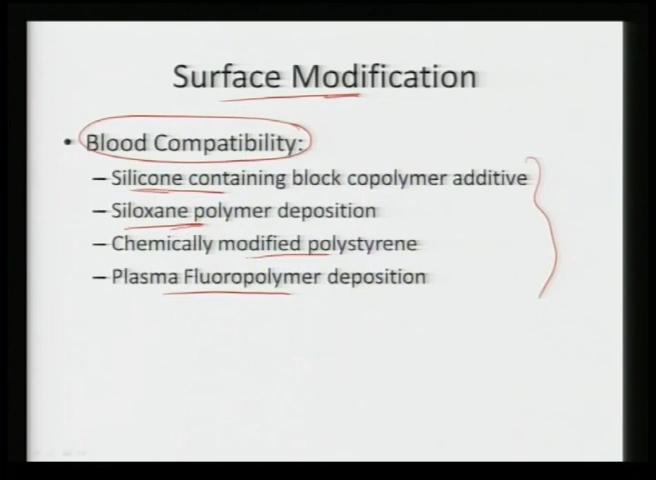 Surface Modification
• Blood Compatibility:
– Silicone containing block copolymer additive
– Siloxane polymer deposition
– Chemically modified polystyrene
– Plasma Fluoropolymer deposition